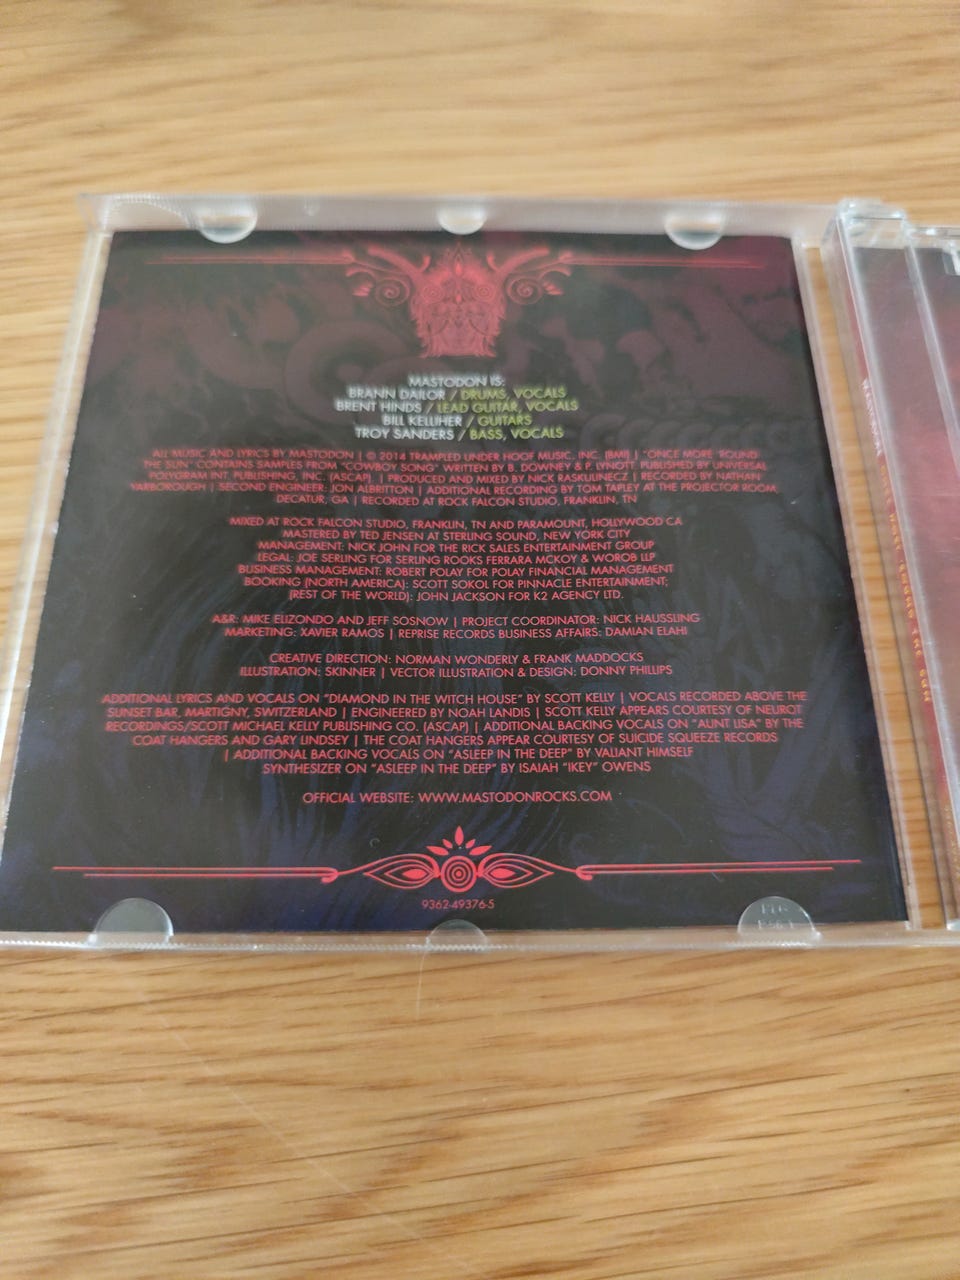 MASTODON IS:
BRANN DAILOR / DRUMS, VOCALS
BRENT HINDS / LEAD GUITAR, VOCALS
BILL KELLIHER / GUITARS
TROY SANDERS / BASS, VOCALS
ALL MUSIC AND LYRICS BY MASTODON | © 2014 TRAMPLED UNDER HOOF MUSIC, INC. (BMI) | "ONCE MORE 'ROUND
THE SUN" CONTAINS SAMPLES FROM "COWBOY SONG" WRITTEN BY B. DOWNEY & P. LYNOTT, PUBLISHED BY UNIVERSAL
POLYGRAM INT. PUBLISHING, INC. (ASCAP). | PRODUCED AND MIXED BY NICK RASKULINECZ | RECORDED BY NATHAN
YARBOROUGH | SECOND ENGINEER: JON ALBRITTON | ADDITIONAL RECORDING BY TOM TAPLEY AT THE PROJECTOR ROOM,
DECATUR, GA | RECORDED AT ROCK FALCON STUDIO, FRANKLIN, TN
MIXED AT ROCK FALCON STUDIO, FRANKLIN, TN AND PARAMOUNT, HOLLYWOOD CA
MASTERED BY TED JENSEN AT STERLING SOUND, NEW YORK CITY
MANAGEMENT: NICK JOHN FOR THE RICK SALES ENTERTAINMENT GROUP
LEGAL: JOE SERLING FOR SERLING ROOKS FERRARA MCKOY & WOROB LLP
BUSINESS MANAGEMENT: ROBERT POLAY FOR POLAY FINANCIAL MANAGEMENT
BOOKING (NORTH AMERICA): SCOTT SOKOL FOR PINNACLE ENTERTAINMENT;
(REST OF THE WORLD): JOHN JACKSON FOR K2 AGENCY LTD.
A&R: MIKE ELIZONDO AND JEFF SOSNOW | PROJECT COORDINATOR: NICK HAUSSLING
MARKETING: XAVIER RAMOS | REPRISE RECORDS BUSINESS AFFAIRS: DAMIAN ELAHI
CREATIVE DIRECTION: NORMAN WONDERLY & FRANK MADDOCKS
ILLUSTRATION: SKINNER | VECTOR ILLUSTRATION & DESIGN: DONNY PHILLIPS
ADDITIONAL LYRICS AND VOCALS ON "DIAMOND IN THE WITCH HOUSE" BY SCOTT KELLY | VOCALS RECORDED ABOVE THE
SUNSET BAR, MARTIGNY, SWITZERLAND | ENGINEERED BY NOAH LANDIS | SCOTT KELLY APPEARS COURTESY OF NEUROT
RECORDINGS/SCOTT MICHAEL KELLY PUBLISHING CO. (ASCAP) | ADDITIONAL BACKING VOCALS ON "AUNT LISA" BY THE
COAT HANGERS AND GARY LINDSEY | THE COAT HANGERS APPEAR COURTESY OF SUICIDE SQUEEZE RECORDS
| ADDITIONAL BACKING VOCALS ON "ASLEEP IN THE DEEP" BY VALIANT HIMSELF
SYNTHESIZER ON "ASLEEP IN THE DEEP" BY ISAIAH "IKEY" OWENS
OFFICIAL WEBSITE: WWW.MASTODONROCKS.COM
9362-49376-5
MASTODON ONCE MORE 'ROUND THE SUN